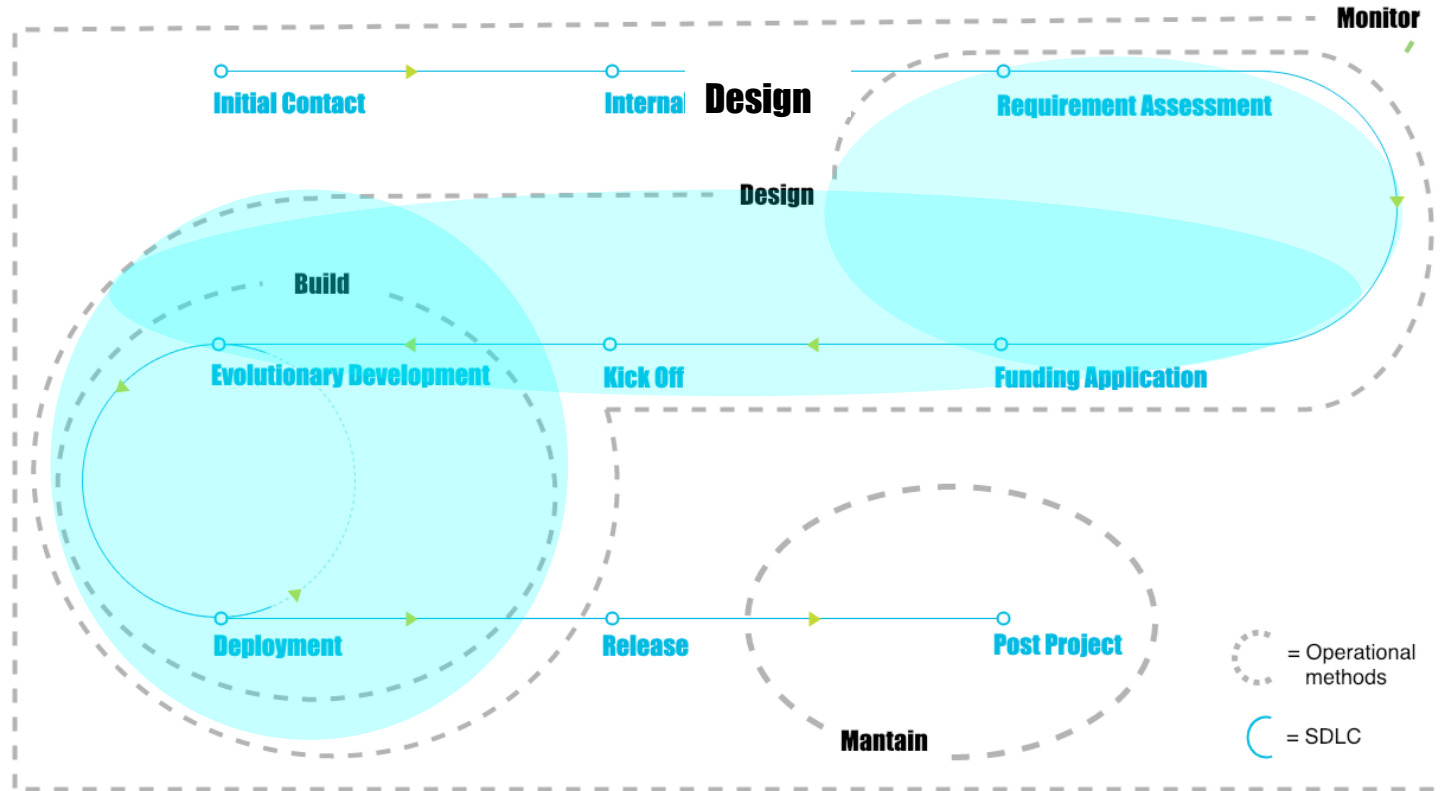 Monitor
Initial Contact
Internal
Design
Requirement Assessment
Design
Build
Evolutionary Development
Kick Off
Funding Application
Deployment
Release
Post Project
Mantain
= Operational
methods
= SDLC